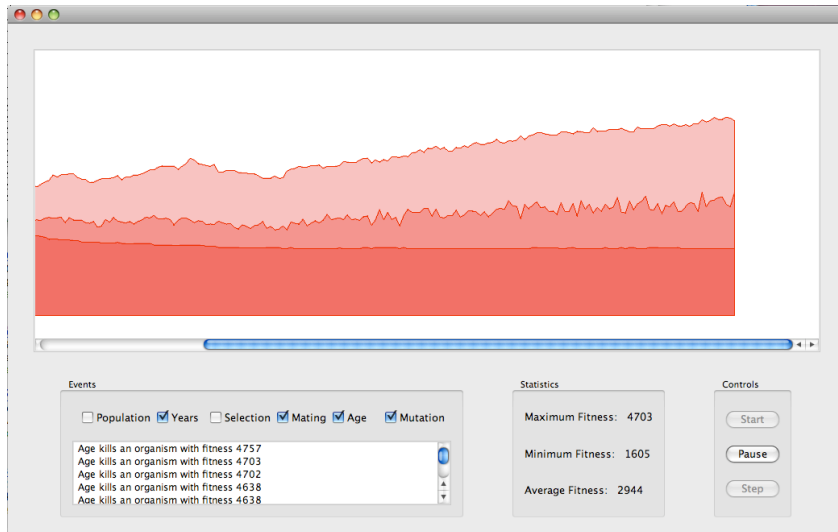 Events
Statistics
Controls
Population Years Selection Mating Age Mutation
Age kills an organism with fitness 4757
Age kills an organism with fitness 4703
Age kills an organism with fitness 4702
Age kills an organism with fitness 4638
Age kills an organism with fitness 4638
Maximum Fitness: 4703
Minimum Fitness: 1605
Average Fitness: 2944
Start
Pause
Step